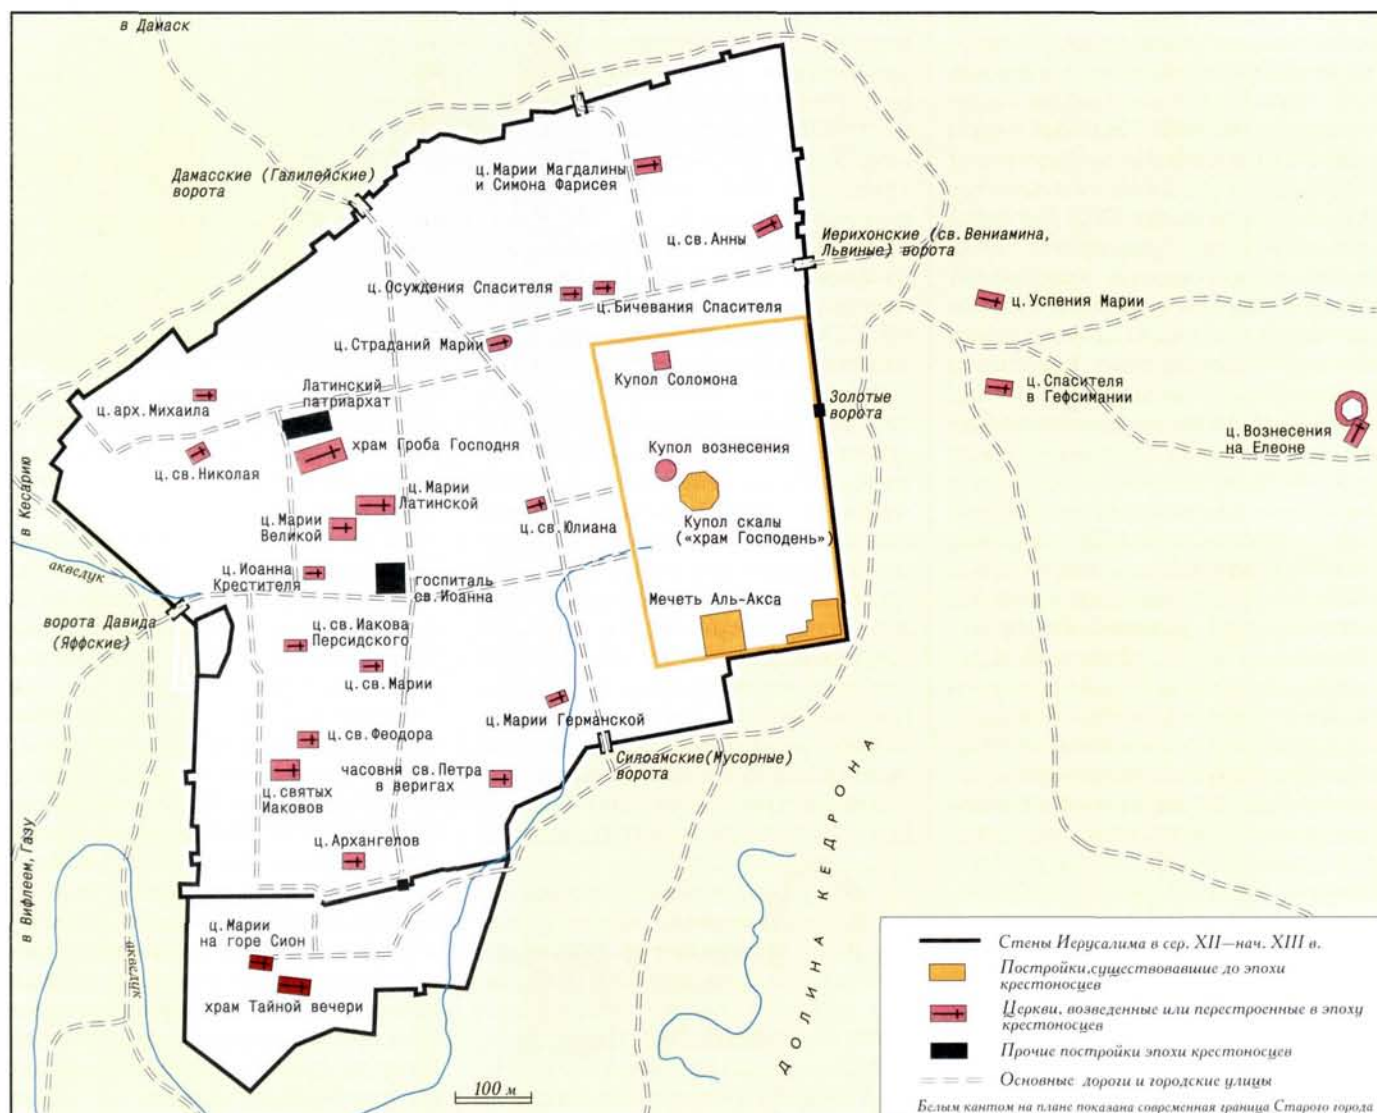 в Дамаск
Дамасские (Галилейские)
ворота
ц.Марии Магдалины
и Симона Фарисея
ц.св.Анны
Иерихонские (св.Вениамина,
Львиные) ворота
ц.Осуждения Спасителя
ц.Бичевания Спасителя
ц.Успения Марии
ц.Страданий Марии
Купол Соломона
ц.Спасителя
в Гефсимании
Золотые
ворота
ц.Вознесения
на Елеоне
Латинский
патриархат
ц.арх.Михаила
храм Гроба Господня
ц.св.Николая
Купол вознесения
в Кесарию
ц.Марии
Латинской
ц.Марии
Великой
ц.св.Юлиана
Купол скалы
(«храм Господень»)
акведук
ц.Иоанна
Крестителя
госпиталь
св.Иоанна
Мечеть Аль-Акса
ворота Давида
(Яффские)
ц.св.Иакова
Персидского
ц.св.Марии
ц.Марии Германской
ц.св.Феодора
часовня св.Петра
в веригах
Силоамские(Мусорные)
ворота
ц.святых
Иаковов
ц.Архангелов
в Вифлеем, Газу
акведук
ц.Марии
на горе Сион
храм Тайной вечери
ДОЛИНА КЕДРОНА
100 м
Стены Иерусалима в сер. XII—нач. XIII в.
Постройки,существовавшие до эпохи
крестоносцев
Церкви, возведенные или перестроенные в эпоху
крестоносцев
Прочие постройки эпохи крестоносцев
Основные дороги и городские улицы
Белым кантом на плане показана современная граница Старого города